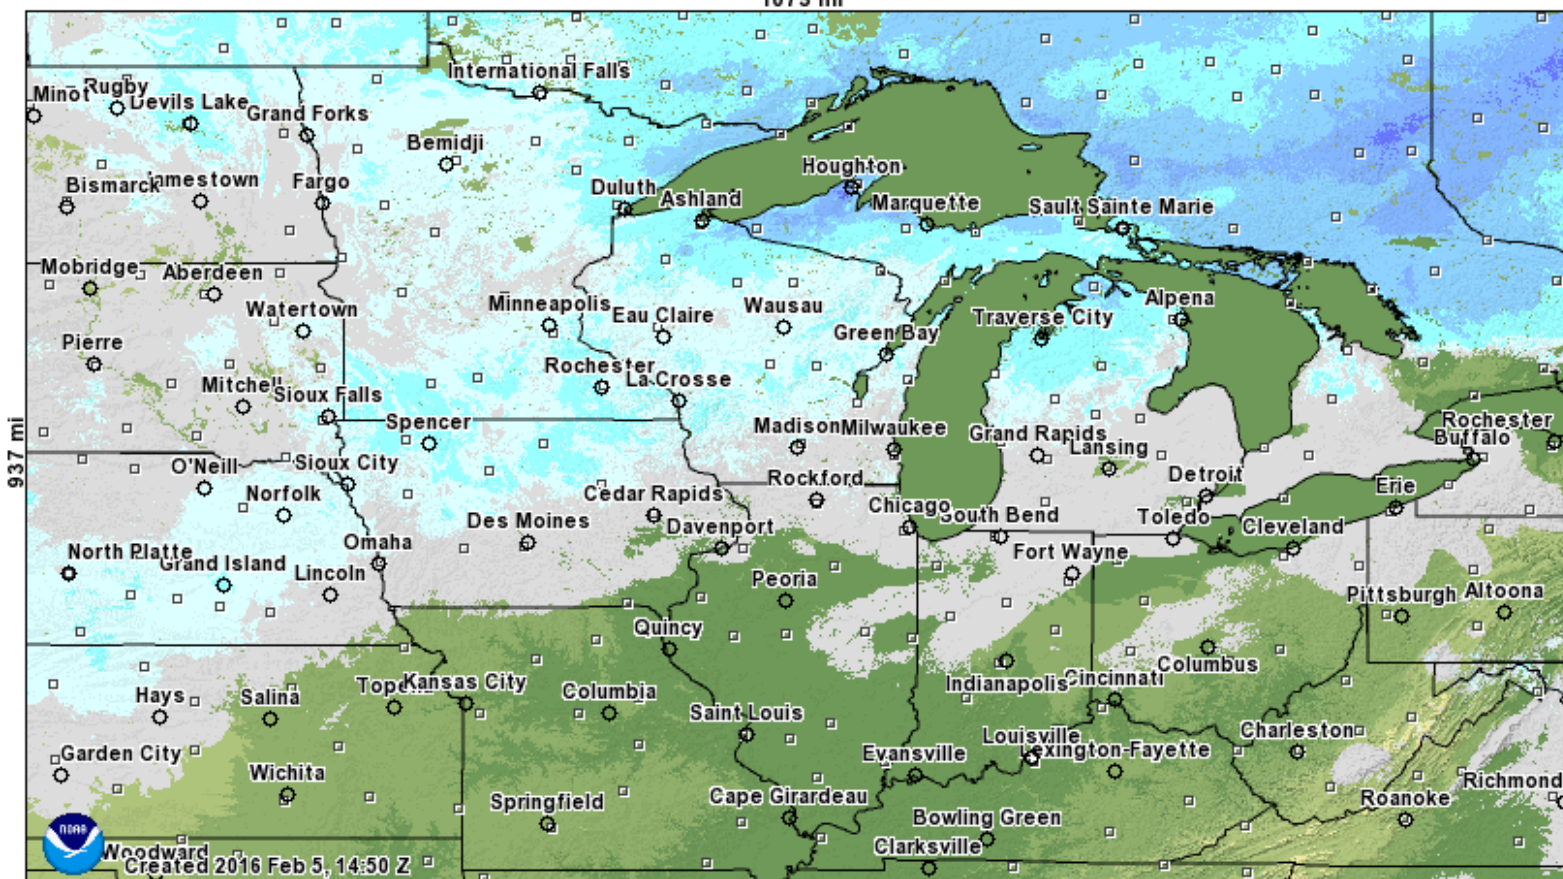 1075 mi
International Falls
Rugby
Minot
Devils Lake
Grand Forks
Bemidji
Houghton
Bismarck
Jamestown
Fargo
Duluth
Ashland
Marquette
Sault Sainte Marie
Mobridge
Aberdeen
Watertown
Minneapolis
Eau Claire
Wausau
Alpena
Traverse City
Green Bay
Pierre
Rochester
La Crosse
Mitchell
Sioux Falls
Spencer
Madison
Milwaukee
Grand Rapids
Lansing
Rochester
Buffalo
937 mi
O'Neill
Sioux City
Rockford
Detroit
Erie
Norfolk
Cedar Rapids
Chicago
South Bend
Toledo
Cleveland
Des Moines
Davenport
North Platte
Grand Island
Omaha
Lincoln
Fort Wayne
Peoria
Pittsburgh
Altoona
Quincy
Columbus
Hays
Salina
Topeka
Kansas City
Columbia
Indianapolis
Cincinnati
Saint Louis
Garden City
Wichita
Evansville
Louisville
Lexington-Fayette
Charleston
Richmond
Springfield
Cape Girardeau
Roanoke
Bowling Green
Clarksville
NOAA
Woodward
Created 2016 Feb 5, 14:50 Z